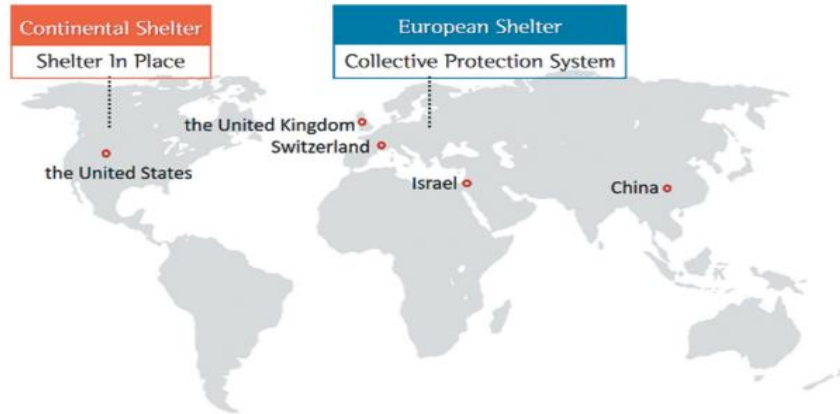 Continental Shelter
Shelter In Place
European Shelter
Collective Protection System
the United Kingdom
Switzerland
the United States
Israel
China